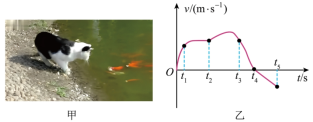 v/(m·s⁻¹)
t₅
O
t₁
t₂
t₃
t₄
t/s
甲
乙